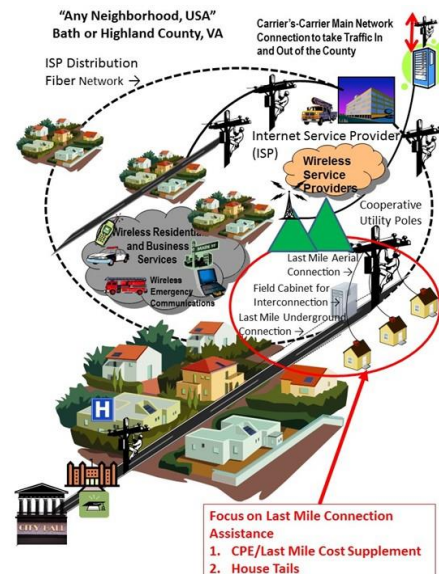 “Any Neighborhood, USA”
Bath or Highland County, VA
Carrier’s-Carrier Main Network
Connection to take Traffic In
and Out of the County
ISP Distribution
Fiber Network →
Internet Service Provider
(ISP)
Wireless
Service
Providers
Cooperative
Utility Poles
Wireless Residential
and Business
Services
Wireless
Emergency
Communications
Last Mile Aerial
Connection →
Field Cabinet for
Interconnection →
Last Mile Underground
Connection →
H
CITY HALL
Focus on Last Mile Connection
Assistance
1. CPE/Last Mile Cost Supplement
2. House Tails